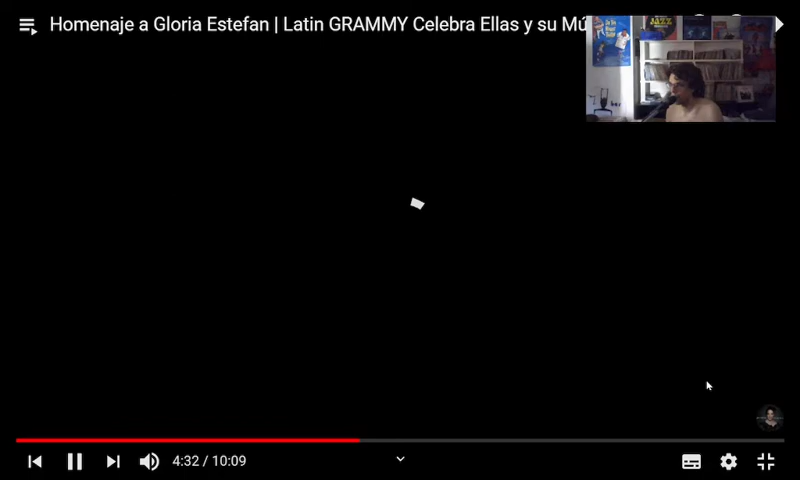 Homenaje a Gloria Estefan | Latin GRAMMY Celebra Ellas y su Mú
JAZZ
4:32 / 10:09